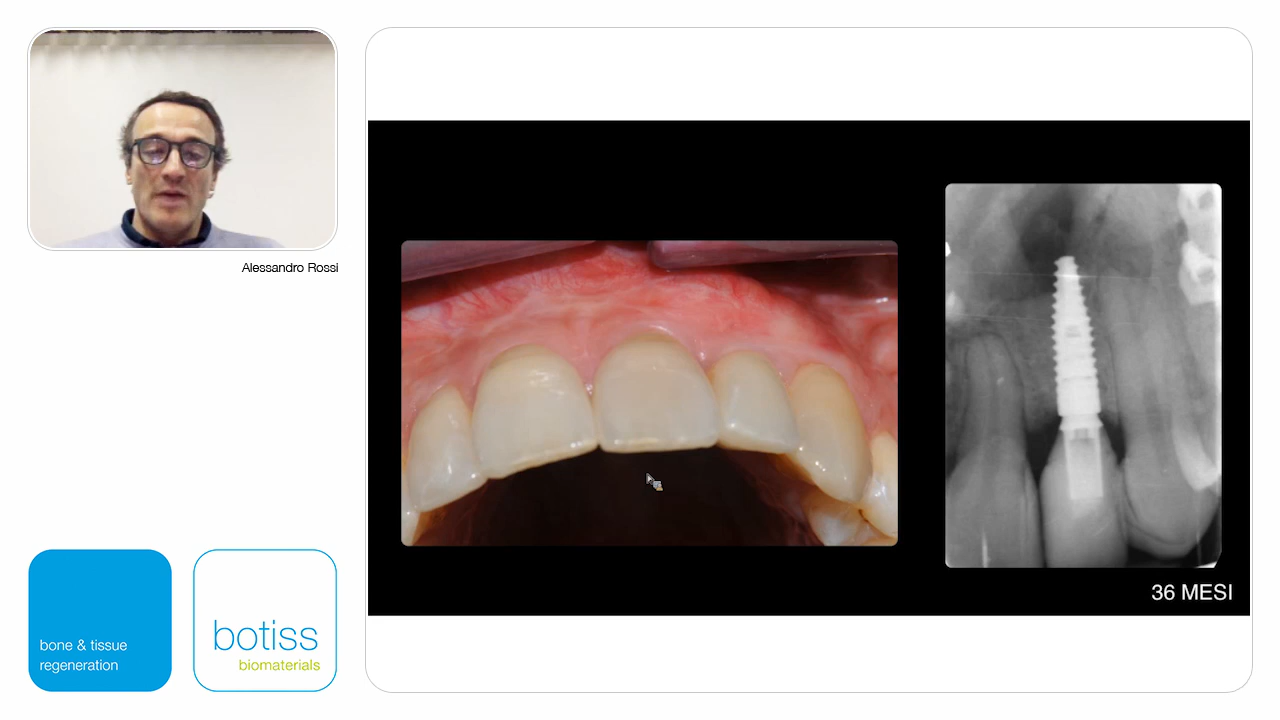 Alessandro Rossi
bone & tissue
regeneration
botiss
biomaterials
36 MESI